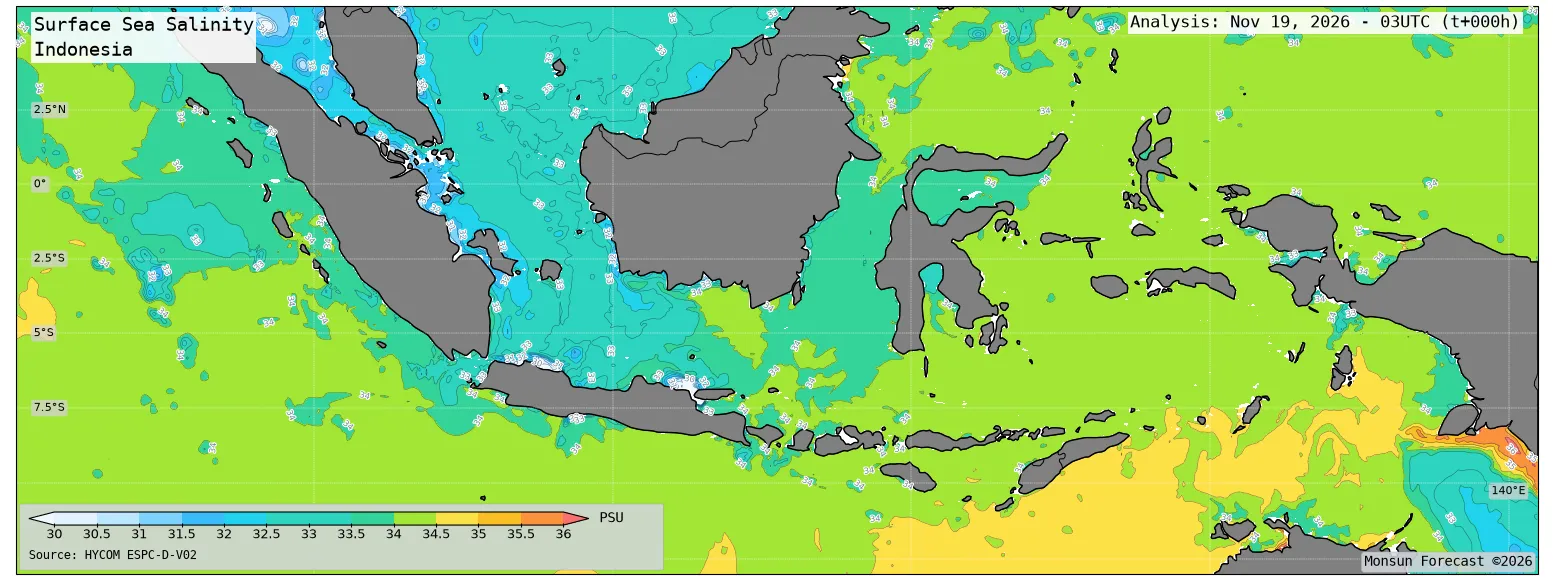 Surface Sea Salinity
Indonesia
Analysis: Nov 19, 2026 - 03UTC (t+000h)
2.5°N
0°
2.5°S
5°S
7.5°S
140°E
PSU
30 30.5 31 31.5 32 32.5 33 33.5 34 34.5 35 35.5 36
Source: HYCOM ESPC-D-V02
Monsun Forecast ©2026